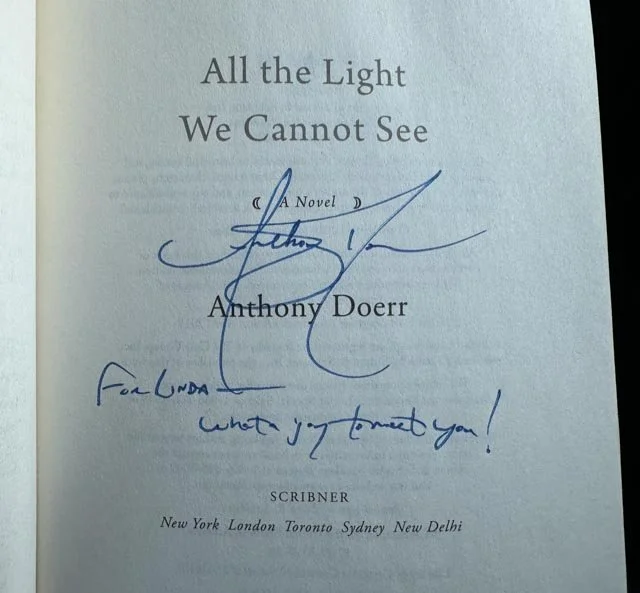 All the Light
We Cannot See
A Novel
Anthony Doerr
For Linda —
what a joy to meet you!
SCRIBNER
New York London Toronto Sydney New Delhi